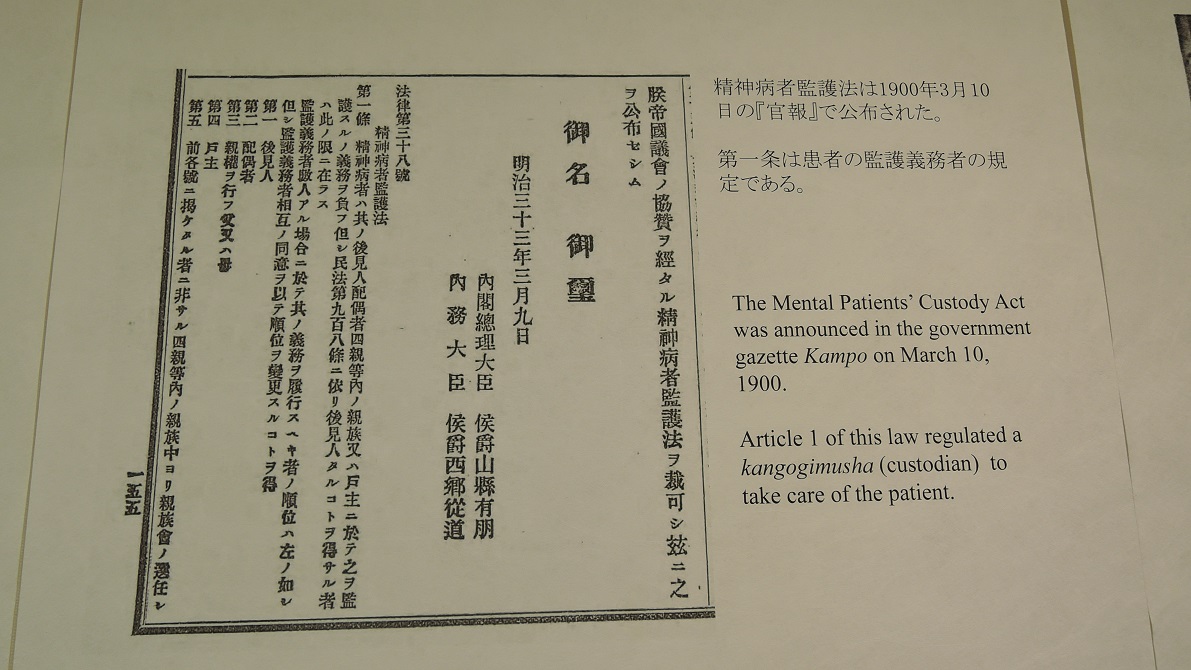 朕帝國議會ノ協贊ヲ經タル精神病者監護法ヲ裁可シ玆ニ之
ヲ公布セシム
御名 御璽
明治三十三年三月九日
內閣總理大臣 侯爵山縣有朋
內務大臣 侯爵西鄕從道
法律第三十八號
精神病者監護法
第一條 精神病者ハ其ノ後見人配偶者四親等內ノ親族又ハ戶主ニ於テ之ヲ監
護スルノ義務ヲ負フ但シ民法第九百八條ニ依リ後見人タルコトヲ得サル者
ハ此ノ限ニ在ラス
監護義務者數人アル場合ニ於テ其ノ義務ヲ履行スヘキ者ノ順位ハ左ノ如シ
但シ監護義務者相互ノ同意ヲ以テ順位ヲ變更スルコトヲ得
第一 後見人
第二 配偶者
第三 親權ヲ行フ父又ハ母
第四 戶主
第五 前各號ニ揭ケタル者ニ非サル四親等內ノ親族中ヨリ親族會ノ選任シ
一五五
精神病者監護法は1900年3月10
日の『官報』で公布された。
第一条は患者の監護義務者の規
定である。
The Mental Patients' Custody Act
was announced in the government
gazette Kampo on March 10,
1900.
Article 1 of this law regulated a
kangogimusha (custodian) to
take care of the patient.